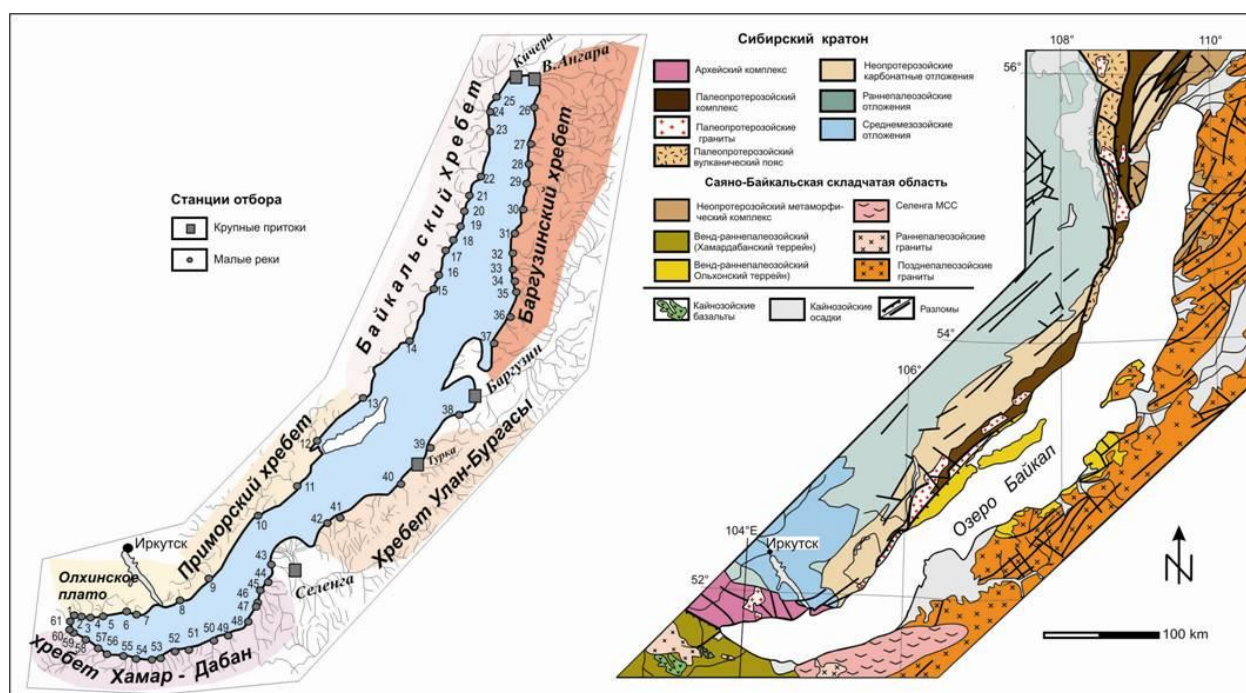 Кичера
В.Ангара
Байкальский хребет
Баргузинский хребет
Станции отбора
Крупные притоки
Малые реки
25
26
24
23
27
28
22
29
21
20
30
19
31
18
17
32
16
33
34
15
35
36
14
37
Баргузин
13
38
12
39
Турка
Приморский хребет
40
11
Хребет Улан-Бургасы
41
10
42
Иркутск
43
Олхинское
плато
9
44
Селенга
45
46
8
47
61
2
3
4
5
6
7
48
60
59
58
57
56
55
54
53
52
51
50
49
Хребет Хамар - Дабан
Сибирский кратон
Архейский комплекс
Палеопротерозойский
комплекс
Палеопротерозойские
граниты
Палеопротерозойский
вулканический пояс
Неопротерозойские
карбонатные отложения
Раннепалеозойские
отложения
Среднемезозойские
отложения
Саяно-Байкальская складчатая область
Неопротерозойский метаморфи-
ческий комплекс
Венд-раннепалеозойский
(Хамардабанский террейн)
Венд-раннепалеозойский
Ольхонский террейн)
Селенга МСС
Раннепалеозойские
граниты
Позднепалеозойские
граниты
Кайнозойские
базальты
Кайнозойские
осадки
Разломы
108°
110°
56°
54°
106°
104°E
Иркутск
52°
Озеро Байкал
N
100 km